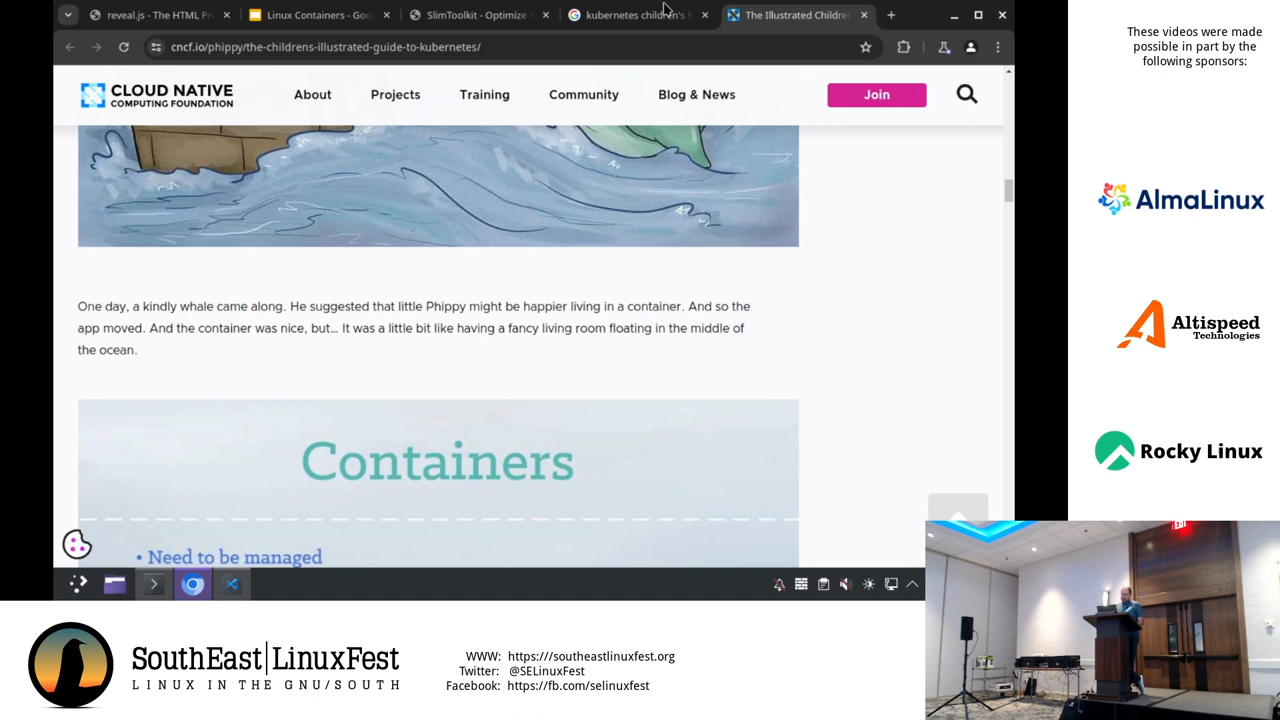 reveal.js - The HTML Pr
Linux Containers - Goo
SlimToolkit - Optimize
kubernetes children's b
The Illustrated Childre
cncf.io/phippy/the-childrens-illustrated-guide-to-kubernetes/
CLOUD NATIVE
COMPUTING FOUNDATION
About
Projects
Training
Community
Blog & News
Join
One day, a kindly whale came along. He suggested that little Phippy might be happier living in a container. And so the
app moved. And the container was nice, but… It was a little bit like having a fancy living room floating in the middle of
the ocean.
Containers
• Need to be managed
These videos were made
possible in part by the
following sponsors:
AlmaLinux
Altispeed
Technologies
Rocky Linux
EXIT
SouthEast LinuxFest
LINUX IN THE GNU/SOUTH
WWW: https:///southeastlinuxfest.org
Twitter: @SELinuxFest
Facebook: https://fb.com/selinuxfest